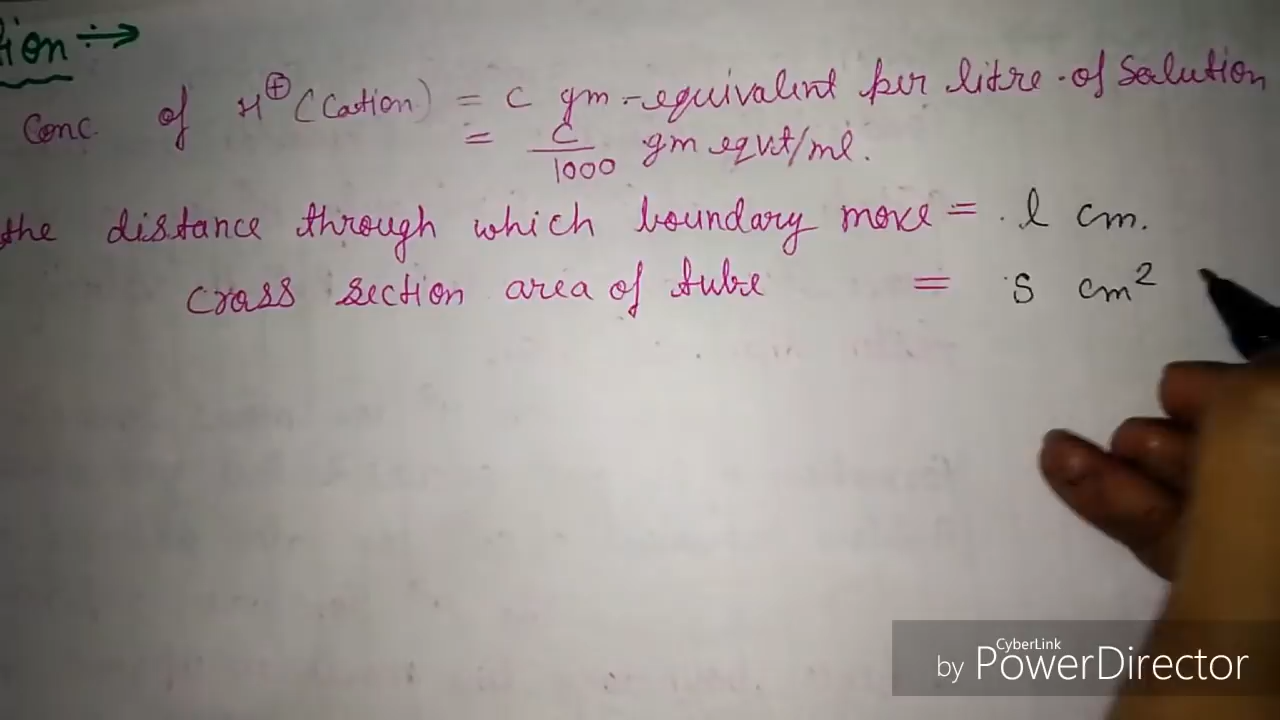 ion ÷→
Conc. of H⊕ (Cation) = C gm-equivalent per litre of Solution
= C/1000 gm eqvt/ml.
the distance through which boundary move = l cm.
Cross section area of tube = S cm²
CyberLink
by PowerDirector